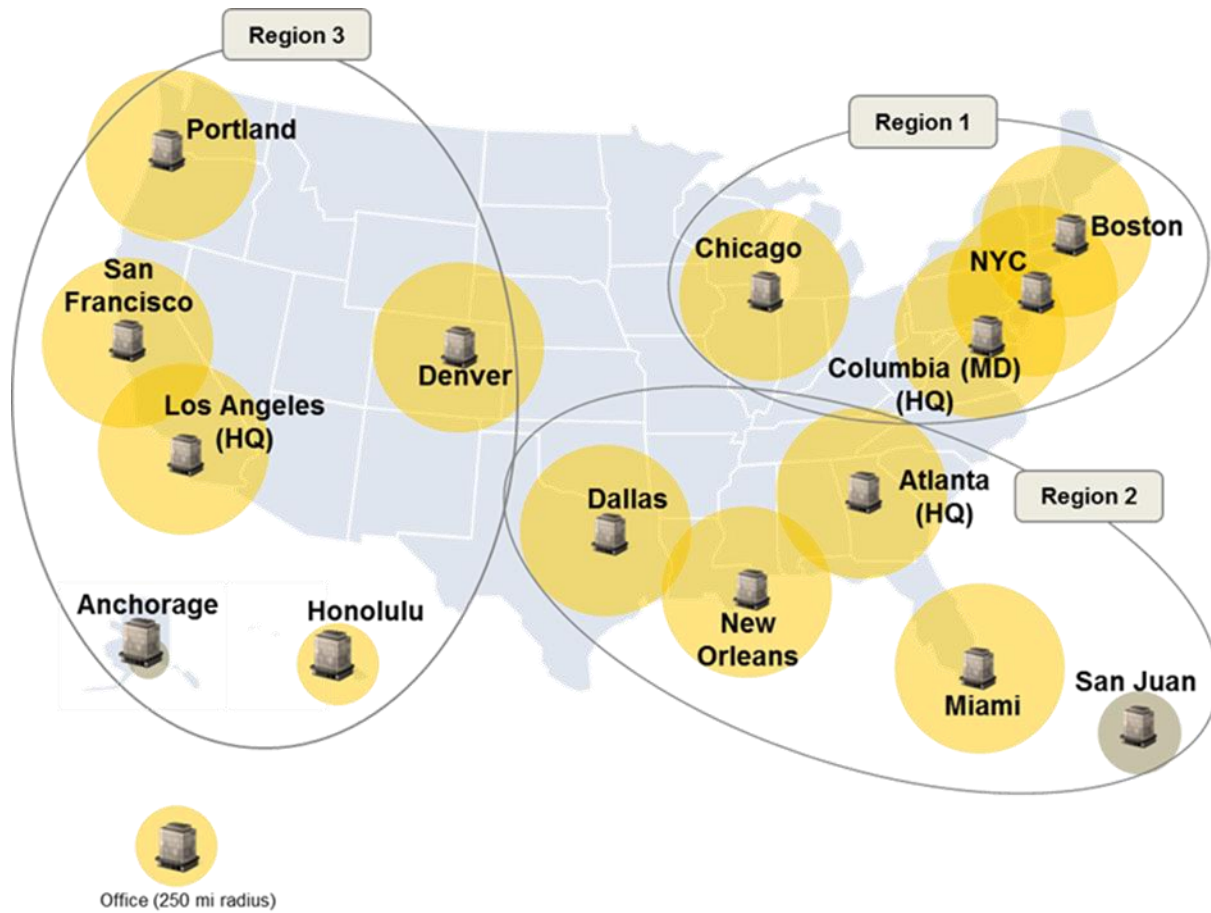 Region 3
Region 1
Portland
Boston
Chicago
NYC
San
Francisco
Denver
Columbia (MD)
(HQ)
Los Angeles
(HQ)
Dallas
Atlanta
(HQ)
Region 2
Anchorage
Honolulu
New
Orleans
San Juan
Miami
Office (250 mi radius)